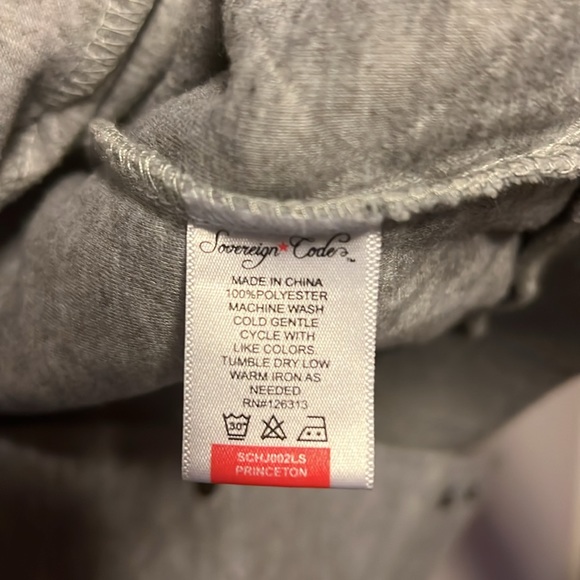 Sovereign★Code™
MADE IN CHINA
100%POLYESTER
MACHINE WASH
COLD GENTLE
CYCLE WITH
LIKE COLORS
TUMBLE DRY LOW
WARM IRON AS
NEEDED
RN#126313
30°
SCHJ002LS
PRINCETON